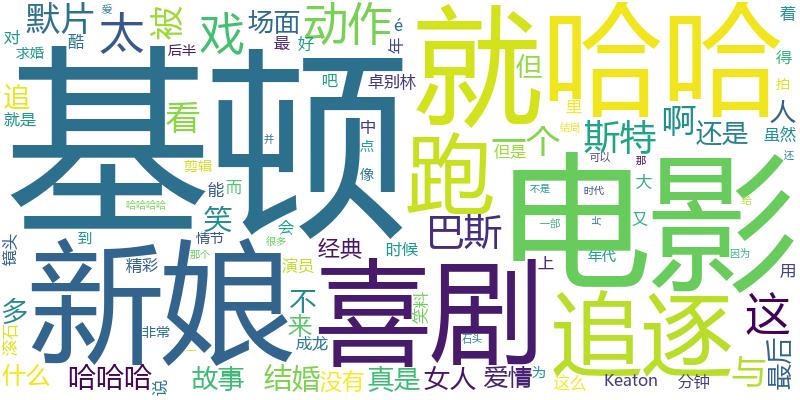 默片
爱
酷
太
被
戏
场面
最
好
动作
é
年
就
哈哈
着
得
拍
人
对
求婚
后半
追
就是
基顿
看
吧
卓别林
但
跑
里
斯特
啊
还是
虽然
还
中
点
像
并
剪辑
能
而
笑
哈哈哈哈
到
情节
会
很多
那个
一个
但是
电影
可以
那
结局
大
又
不是
时代
一部
北
给
年代
因为
巴斯
上
用
镜头
多
滚石
新娘
精彩
非常
一
演员
经典
时候
不
来
成龙
笑料
喜剧
石头
追逐
这
与
最后
什么
哈哈哈
说
故事
结婚
没有
真是
女人
爱情
为
这么
Keaton
分钟